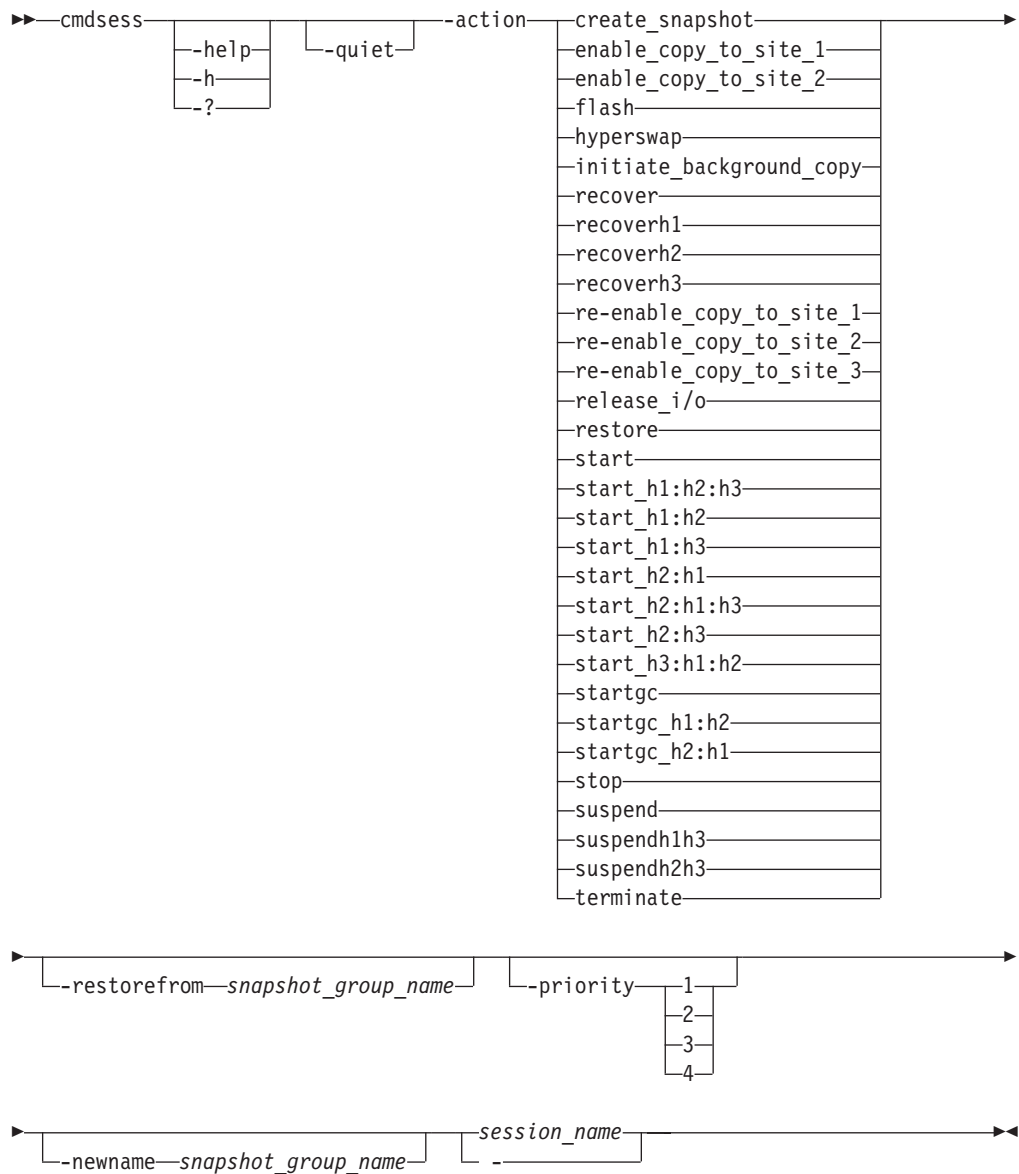 cmdsess -action create_snapshot
-help -quiet enable_copy_to_site_1
-h enable_copy_to_site_2
-? flash
hyperswap
initiate_background_copy
recover
recoverh1
recoverh2
recoverh3
re-enable_copy_to_site_1
re-enable_copy_to_site_2
re-enable_copy_to_site_3
release_i/o
restore
start
start_h1:h2:h3
start_h1:h2
start_h1:h3
start_h2:h1
start_h2:h1:h3
start_h2:h3
start_h3:h1:h2
startgc
startgc_h1:h2
startgc_h2:h1
stop
suspend
suspendh1h3
suspendh2h3
terminate
-restorefrom snapshot_group_name -priority 1
2
3
4
session_name
-newname snapshot_group_name -